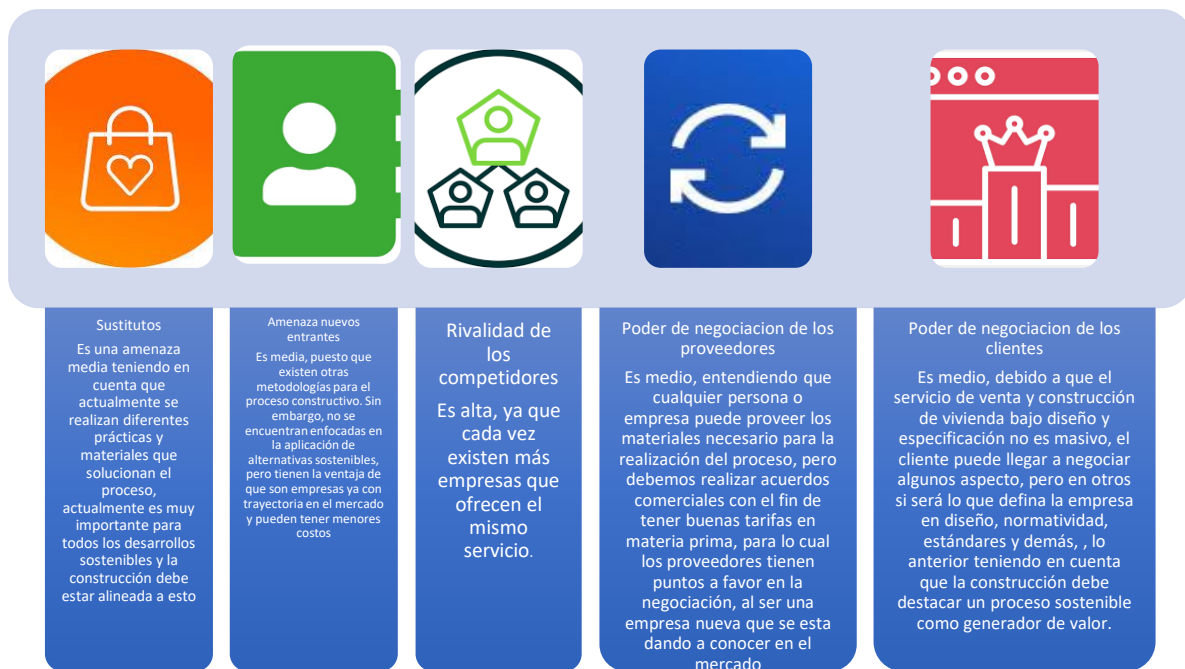 Sustitutos
Es una amenaza
media teniendo en
cuenta que
actualmente se
realizan diferentes
prácticas y
materiales que
solucionan el
proceso,
actualmente es muy
importante para
todos los desarrollos
sostenibles y la
construcción debe
estar alineada a esto
Amenaza nuevos
entrantes
Es media, puesto que
existen otras
metodologías para el
proceso constructivo. Sin
embargo, no se
encuentran enfocadas en
la aplicación de
alternativas sostenibles,
pero tienen la ventaja de
que son empresas ya con
trayectoria en el mercado
y pueden tener menores
costos
Rivalidad de
los
competidores
Es alta, ya que
cada vez
existen más
empresas que
ofrecen el
mismo
servicio.
Poder de negociacion de los
proveedores
Es medio, entendiendo que
cualquier persona o
empresa puede proveer los
materiales necesario para la
realización del proceso, pero
debemos realizar acuerdos
comerciales con el fin de
tener buenas tarifas en
materia prima, para lo cual
los proveedores tienen
puntos a favor en la
negociación, al ser una
empresa nueva que se esta
dando a conocer en el
mercado
Poder de negociacion de los
clientes
Es medio, debido a que el
servicio de venta y construcción
de vivienda bajo diseño y
especificación no es masivo, el
cliente puede llegar a negociar
algunos aspecto, pero en otros
si será lo que defina la empresa
en diseño, normatividad,
estándares y demás, , lo
anterior teniendo en cuenta
que la construcción debe
destacar un proceso sostenible
como generador de valor.